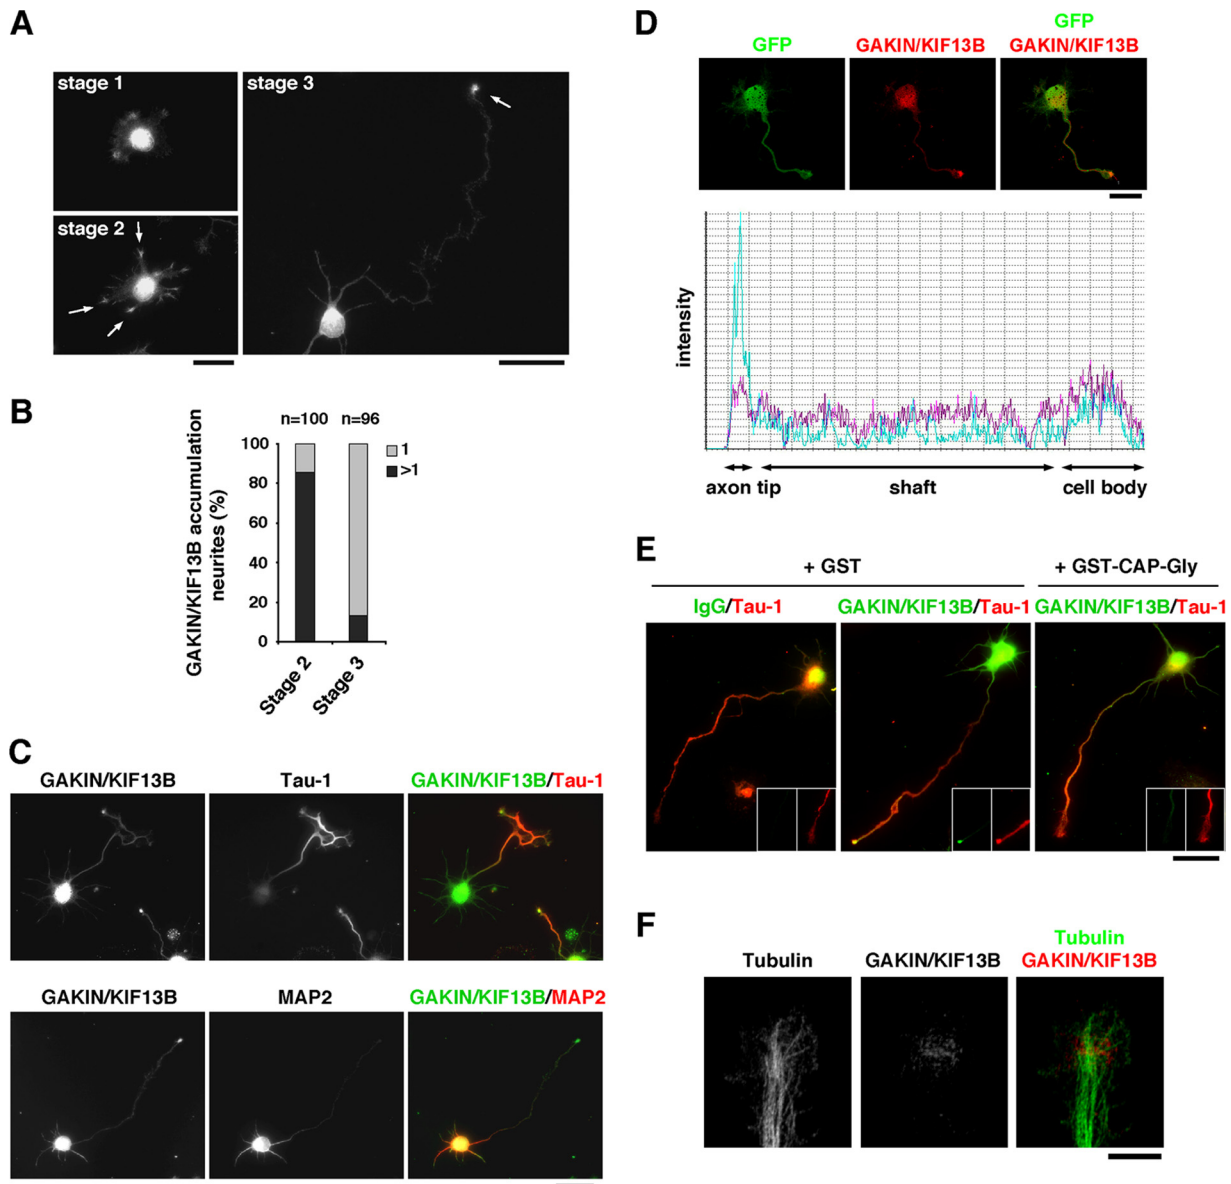 A
stage 1
stage 2
stage 3
B
n=100 n=96
GAKIN/KIF13B accumulation
neurites (%)
100
80
60
40
20
0
1
>1
Stage 2
Stage 3
C
GAKIN/KIF13B
Tau-1
GAKIN/KIF13B/Tau-1
GAKIN/KIF13B
MAP2
GAKIN/KIF13B/MAP2
D
GFP
GAKIN/KIF13B
GFP
GAKIN/KIF13B
intensity
axon tip
shaft
cell body
E
+ GST
+ GST-CAP-Gly
IgG/Tau-1
GAKIN/KIF13B/Tau-1
GAKIN/KIF13B/Tau-1
F
Tubulin
GAKIN/KIF13B
Tubulin
GAKIN/KIF13B